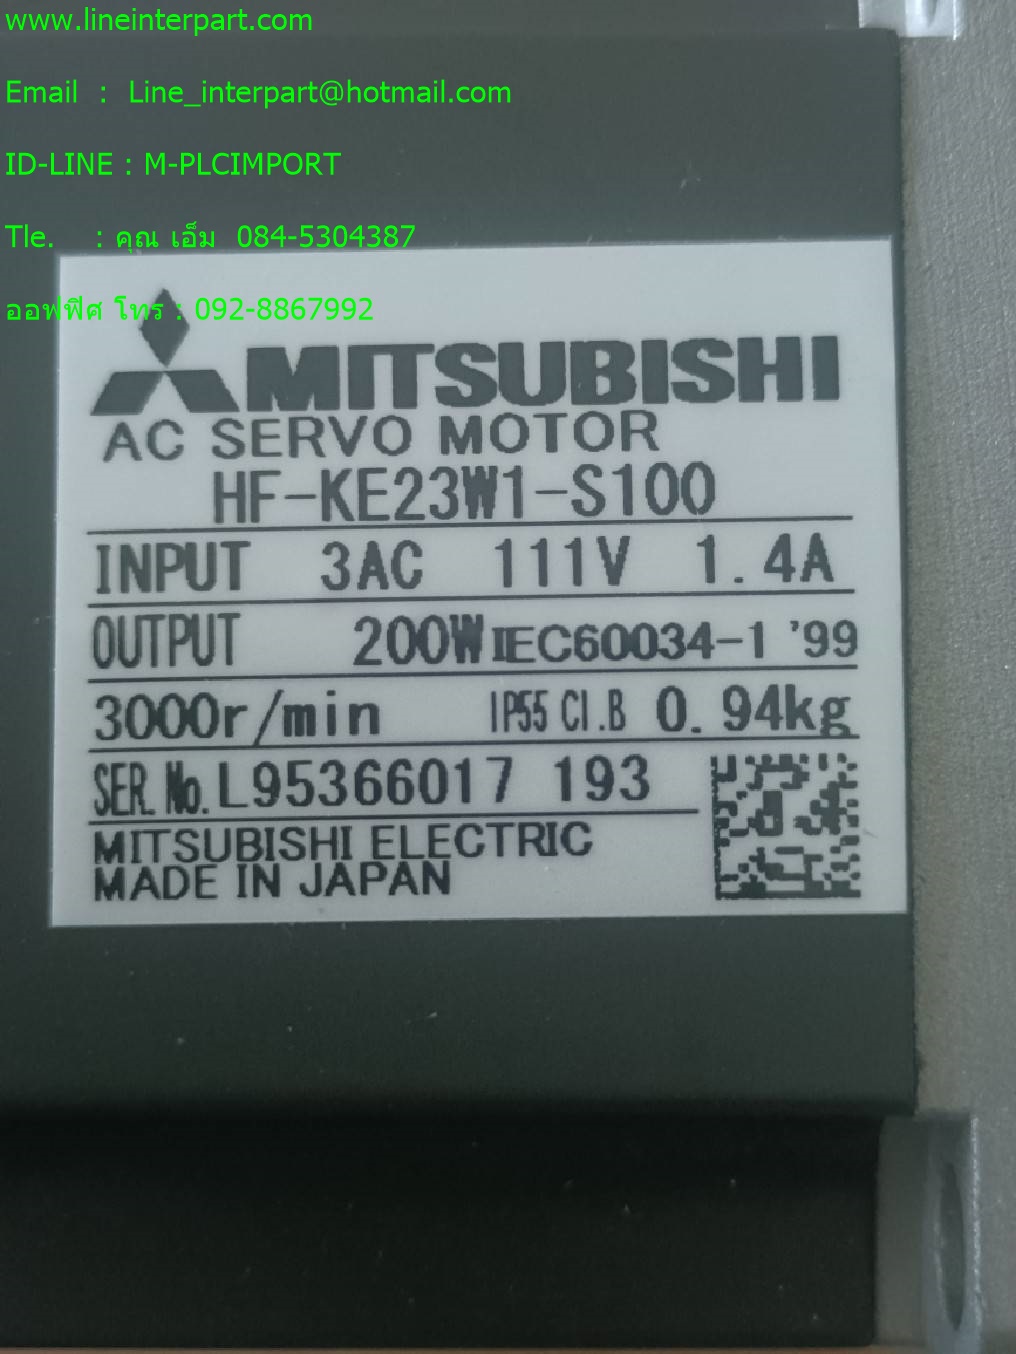 www.lineinterpart.com
Email : Line_interpart@hotmail.com
ID-LINE : M-PLCIMPORT
Tle. : คุณ เอ็ม 084-5304387
ออฟฟิศ โทร : 092-8867992
MITSUBISHI
AC SERVO MOTOR
HF-KE23W1-S100
INPUT 3AC 111V 1.4A
OUTPUT 200W IEC60034-1 '99
3000r/min IP55 CI.B 0.94kg
SER.No.L95366017 193
MITSUBISHI ELECTRIC
MADE IN JAPAN